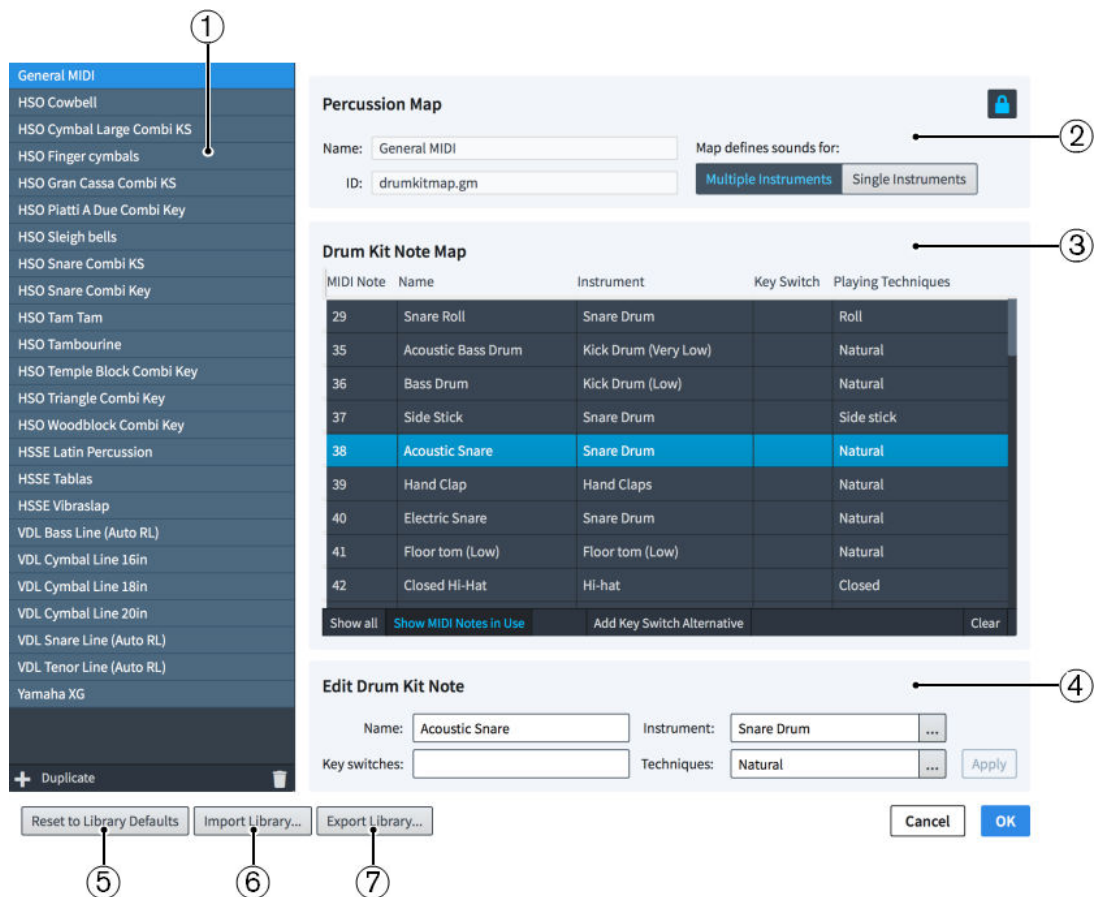 ①
General MIDI
HSO Cowbell
HSO Cymbal Large Combi KS
HSO Finger cymbals
HSO Gran Cassa Combi KS
HSO Piatti A Due Combi Key
HSO Sleigh bells
HSO Snare Combi KS
HSO Snare Combi Key
HSO Tam Tam
HSO Tambourine
HSO Temple Block Combi Key
HSO Triangle Combi Key
HSO Woodblock Combi Key
HSSE Latin Percussion
HSSE Tablas
HSSE Vibraslap
VDL Bass Line (Auto RL)
VDL Cymbal Line 16in
VDL Cymbal Line 18in
VDL Cymbal Line 20in
VDL Snare Line (Auto RL)
VDL Tenor Line (Auto RL)
Yamaha XG
Duplicate
Percussion Map
②
Name: General MIDI
Map defines sounds for:
ID: drumkitmap.gm
Multiple Instruments Single Instruments
Drum Kit Note Map
③
MIDI Note Name Instrument Key Switch Playing Techniques
29 Snare Roll Snare Drum Roll
35 Acoustic Bass Drum Kick Drum (Very Low) Natural
36 Bass Drum Kick Drum (Low) Natural
37 Side Stick Snare Drum Side stick
38 Acoustic Snare Snare Drum Natural
39 Hand Clap Hand Claps Natural
40 Electric Snare Snare Drum Natural
41 Floor tom (Low) Floor tom (Low) Natural
42 Closed Hi-Hat Hi-hat Closed
Show all Show MIDI Notes in Use Add Key Switch Alternative Clear
Edit Drum Kit Note
④
Name: Acoustic Snare Instrument: Snare Drum ...
Key switches: Techniques: Natural ... Apply
Reset to Library Defaults Import Library... Export Library... Cancel OK
⑤ ⑥ ⑦